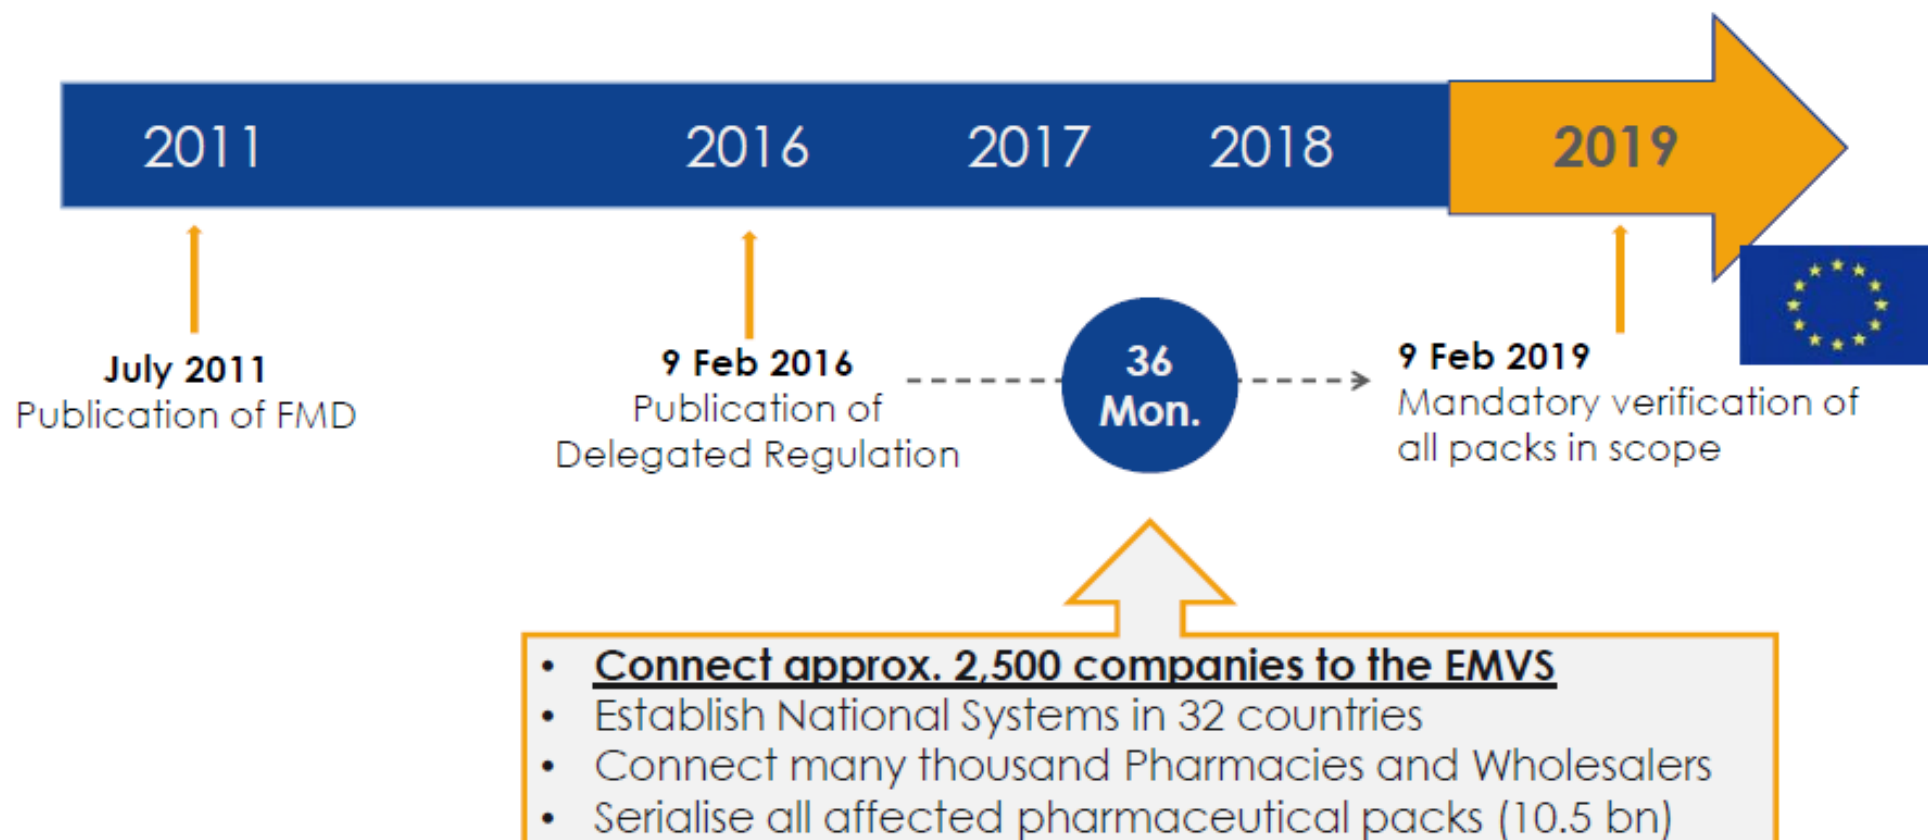 2011
2016
2017
2018
2019
July 2011
Publication of FMD
9 Feb 2016
Publication of
Delegated Regulation
36
Mon.
9 Feb 2019
Mandatory verification of
all packs in scope
• Connect approx. 2,500 companies to the EMVS
• Establish National Systems in 32 countries
• Connect many thousand Pharmacies and Wholesalers
• Serialise all affected pharmaceutical packs (10.5 bn)